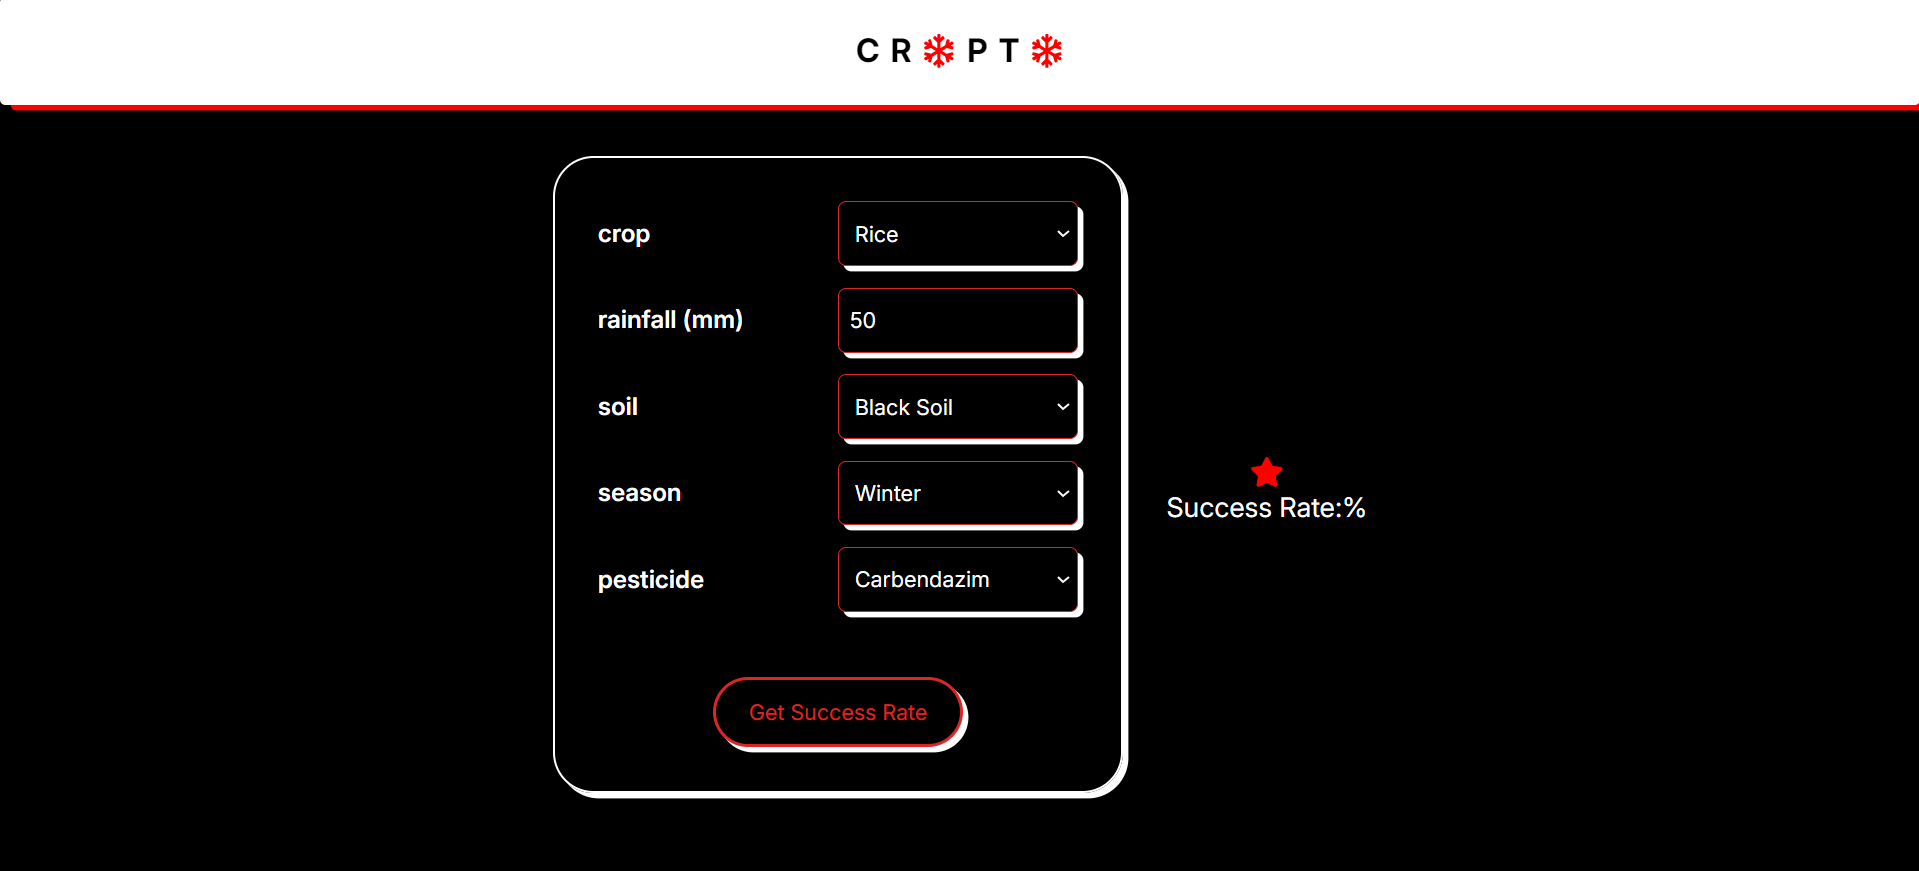 CR❄PT❄
crop
Rice
rainfall (mm)
50
soil
Black Soil
season
Winter
pesticide
Carbendazim
Get Success Rate
Success Rate:%